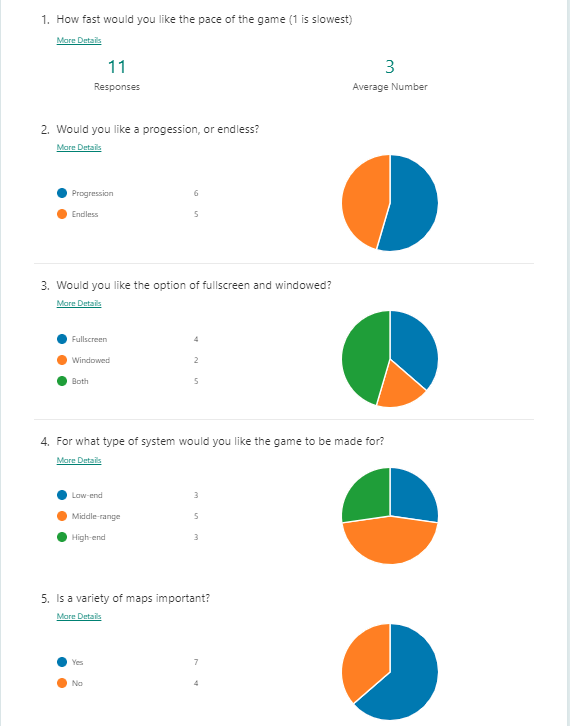 1. How fast would you like the pace of the game (1 is slowest)
More Details
11 3
Responses Average Number
2. Would you like a progession, or endless?
More Details
Progression 6
Endless 5
3. Would you like the option of fullscreen and windowed?
More Details
Fullscreen 4
Windowed 2
Both 5
4. For what type of system would you like the game to be made for?
More Details
Low-end 3
Middle-range 5
High-end 3
5. Is a variety of maps important?
More Details
Yes 7
No 4